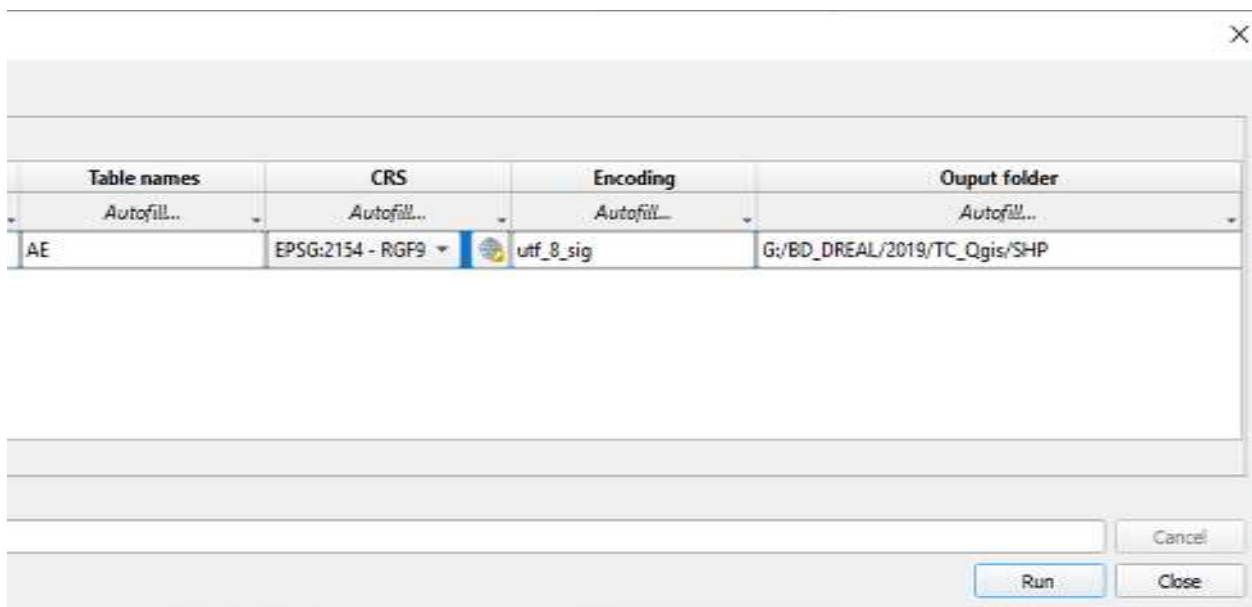 Table names CRS Encoding Ouput folder
Autofill... Autofill... Autofill... Autofill...
AE EPSG:2154 - RGF9 utf_8_sig G:/BD_DREAL/2019/TC_Qgis/SHP
Cancel
Run Close